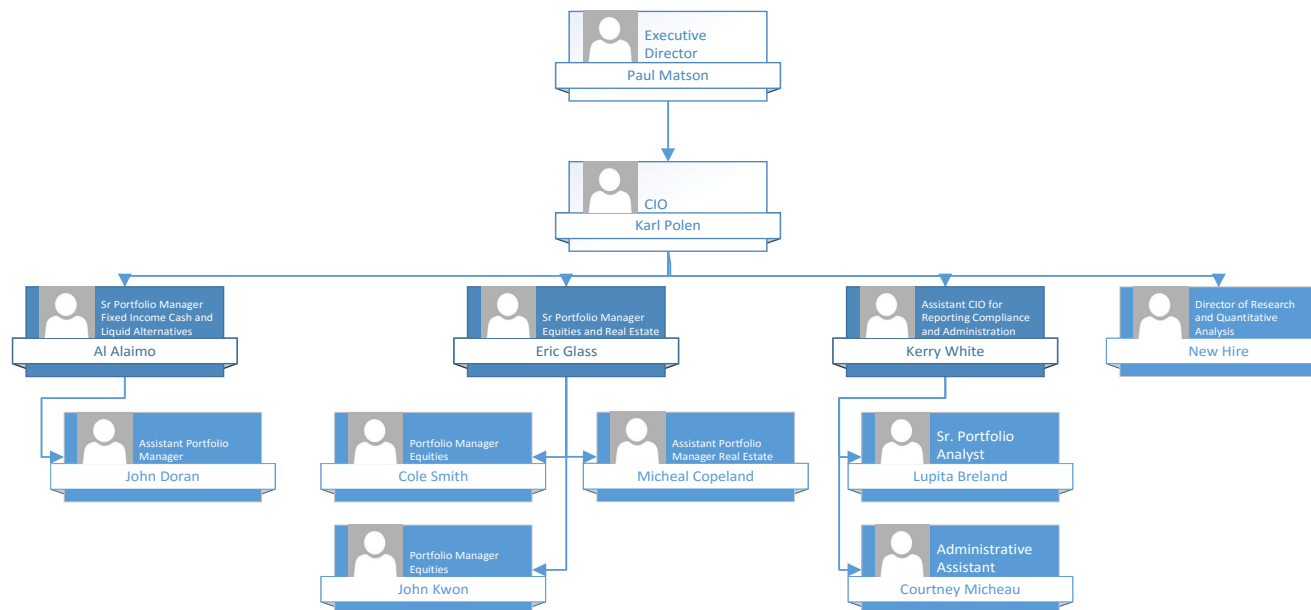 Executive
Director
Paul Matson
CIO
Karl Polen
Sr Portfolio Manager
Fixed Income Cash and
Liquid Alternatives
Al Alaimo
Sr Portfolio Manager
Equities and Real Estate
Eric Glass
Assistant CIO for
Reporting Compliance
and Administration
Kerry White
Director of Research
and Quantitative
Analysis
New Hire
Assistant Portfolio
Manager
John Doran
Portfolio Manager
Equities
Cole Smith
Assistant Portfolio
Manager Real Estate
Micheal Copeland
Sr. Portfolio
Analyst
Lupita Breland
Portfolio Manager
Equities
John Kwon
Administrative
Assistant
Courtney Micheau